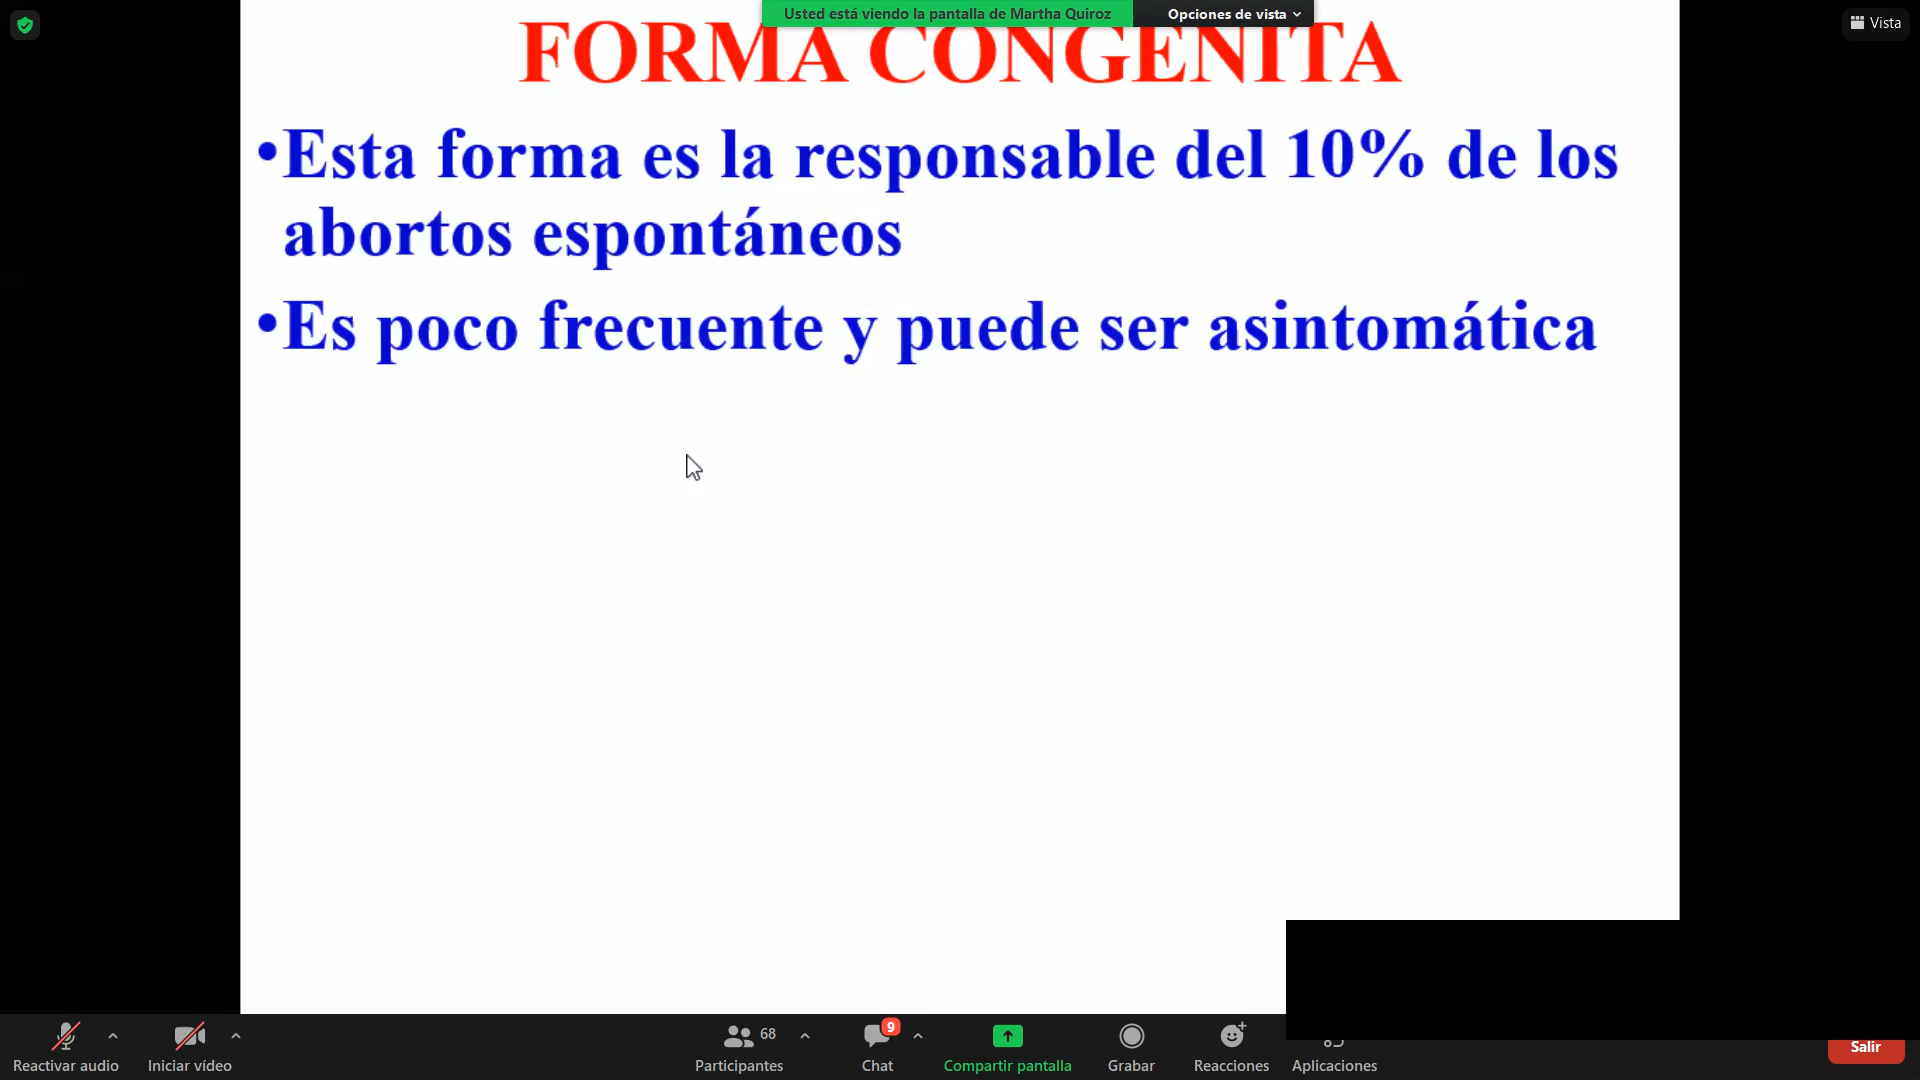 Usted está viendo la pantalla de Martha Quiroz
Opciones de vista
Vista
FORMA CONGENITA
•Esta forma es la responsable del 10% de los
abortos espontáneos
•Es poco frecuente y puede ser asintomática
Reactivar audio
Iniciar vídeo
68
Participantes
9
Chat
Compartir pantalla
Grabar
Reacciones
Aplicaciones
Salir